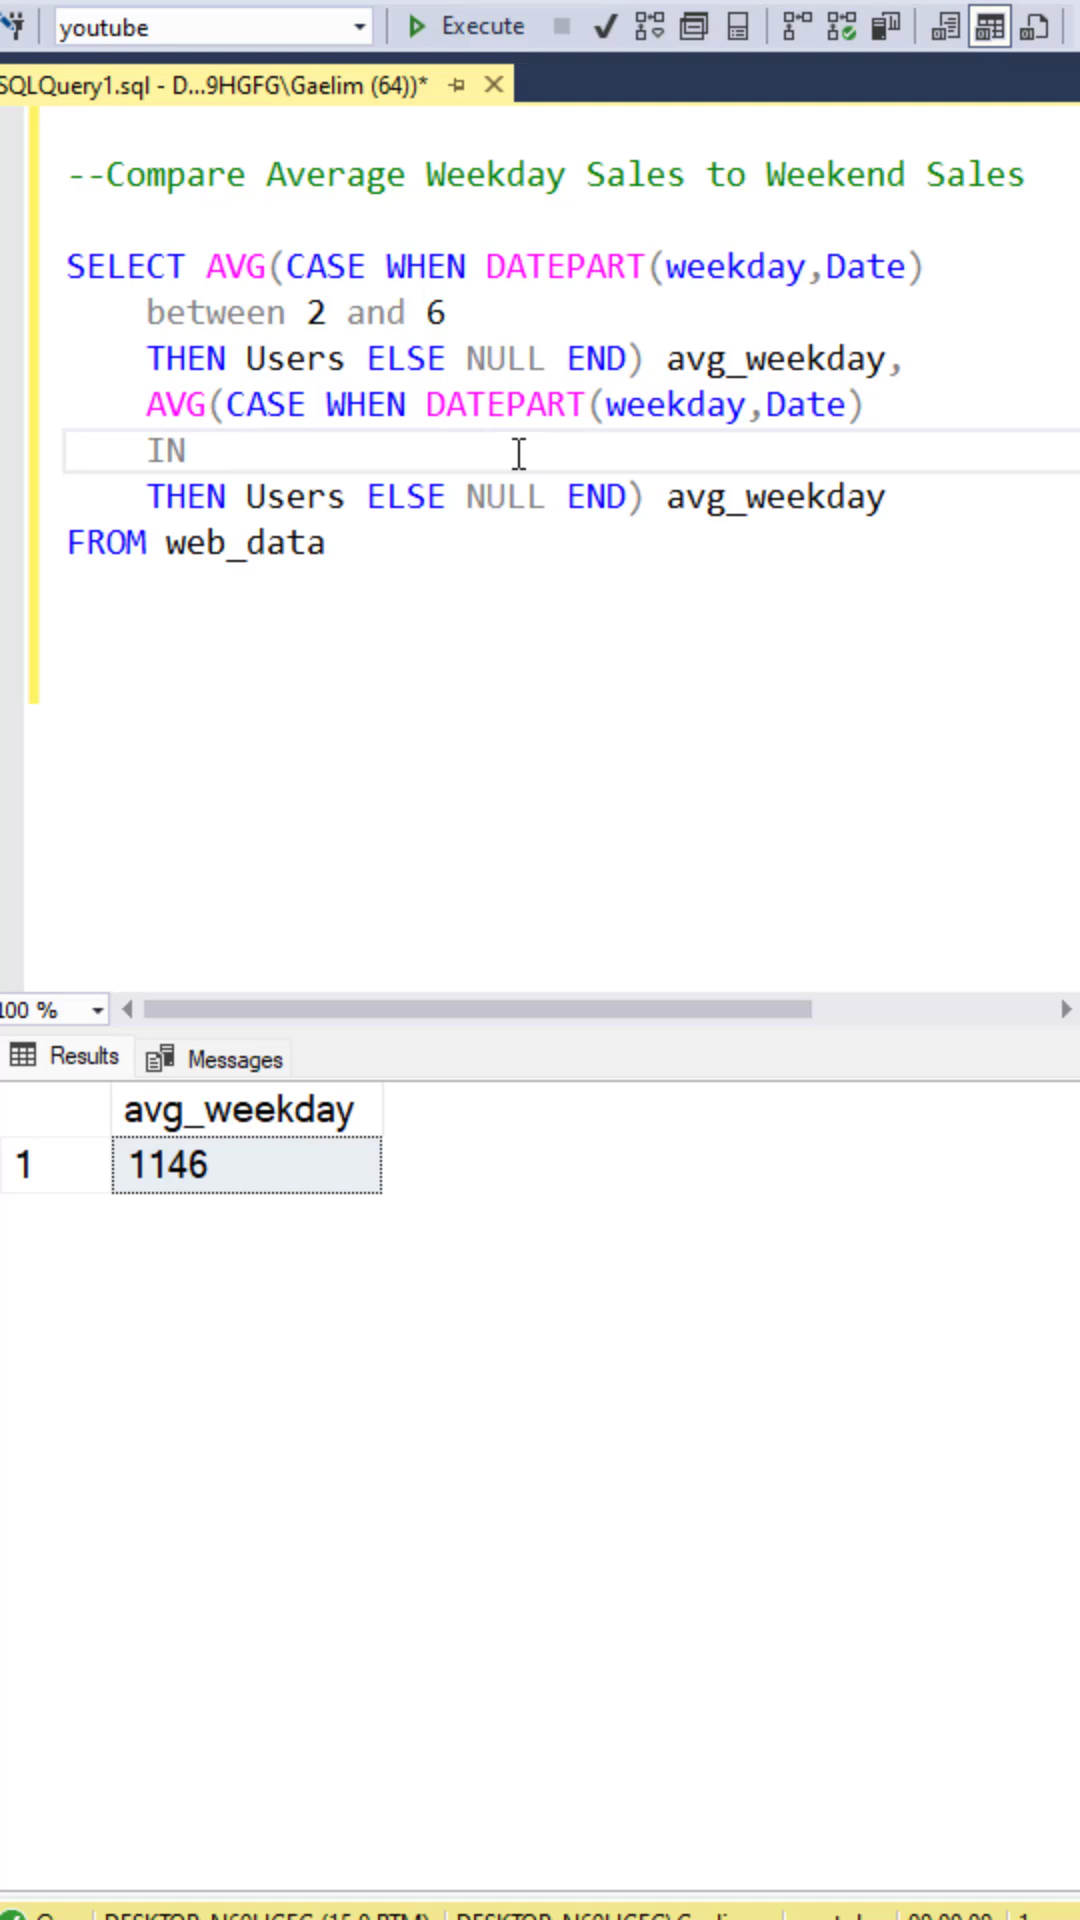 youtube
Execute
SQLQuery1.sql - D...9HGFG\Gaelim (64))*
--Compare Average Weekday Sales to Weekend Sales
SELECT AVG(CASE WHEN DATEPART(weekday,Date)
between 2 and 6
THEN Users ELSE NULL END) avg_weekday,
AVG(CASE WHEN DATEPART(weekday,Date)
IN
THEN Users ELSE NULL END) avg_weekday
FROM web_data
100 %
Results
Messages
avg_weekday
1 1146